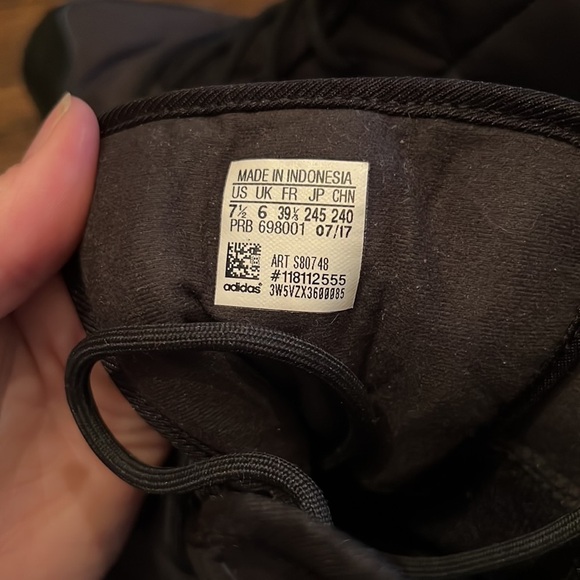 MADE IN INDONESIA
US UK FR JP CHN
7½ 6 39⅓ 245 240
PRB 698001 07/17
ART S80748
#118112555
adidas® 3W5VZX3600085